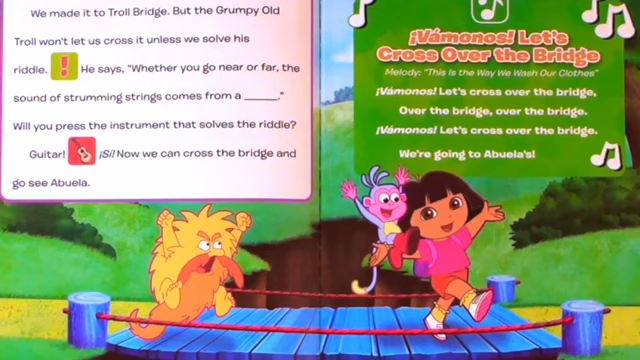 We made it to Troll Bridge. But the Grumpy Old
Troll won't let us cross it unless we solve his
riddle. He says, "Whether you go near or far, the
sound of strumming strings comes from a ______."
Will you press the instrument that solves the riddle?
Guitar! ¡Sí! Now we can cross the bridge and
go see Abuela.
¡Vámonos! Let's
Cross Over the Bridge
Melody: "This Is the Way We Wash Our Clothes"
¡Vámonos! Let's cross over the bridge,
Over the bridge, over the bridge.
¡Vámonos! Let's cross over the bridge.
We're going to Abuela's!